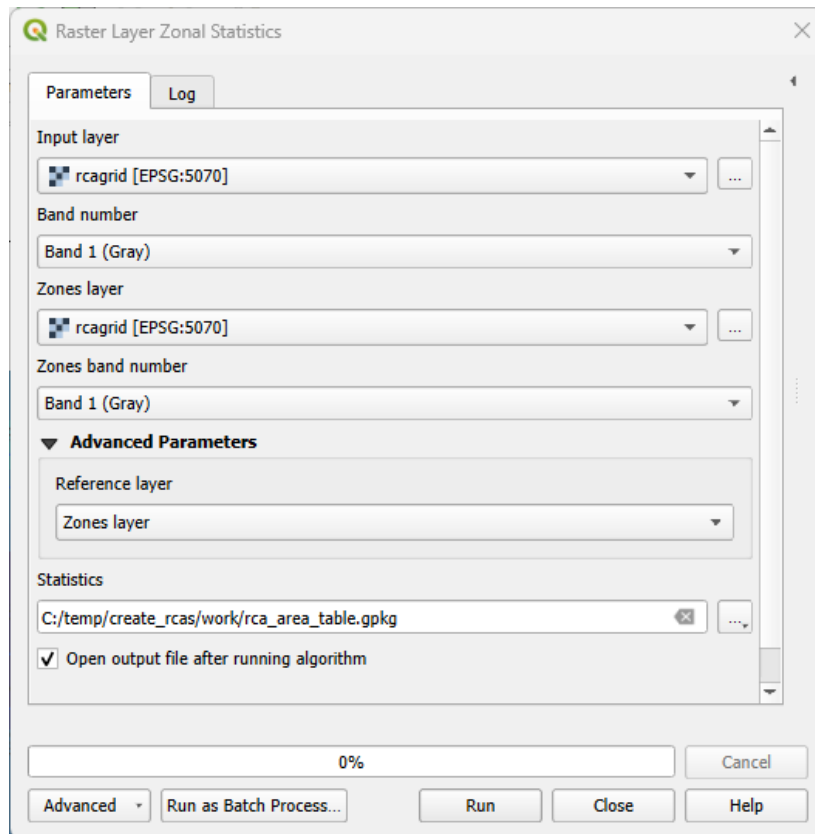 Raster Layer Zonal Statistics
Parameters
Log
Input layer
rcagrid [EPSG:5070]
...
Band number
Band 1 (Gray)
Zones layer
rcagrid [EPSG:5070]
...
Zones band number
Band 1 (Gray)
Advanced Parameters
Reference layer
Zones layer
Statistics
C:/temp/create_rcas/work/rca_area_table.gpkg
...
Open output file after running algorithm
0%
Cancel
Advanced
Run as Batch Process...
Run
Close
Help